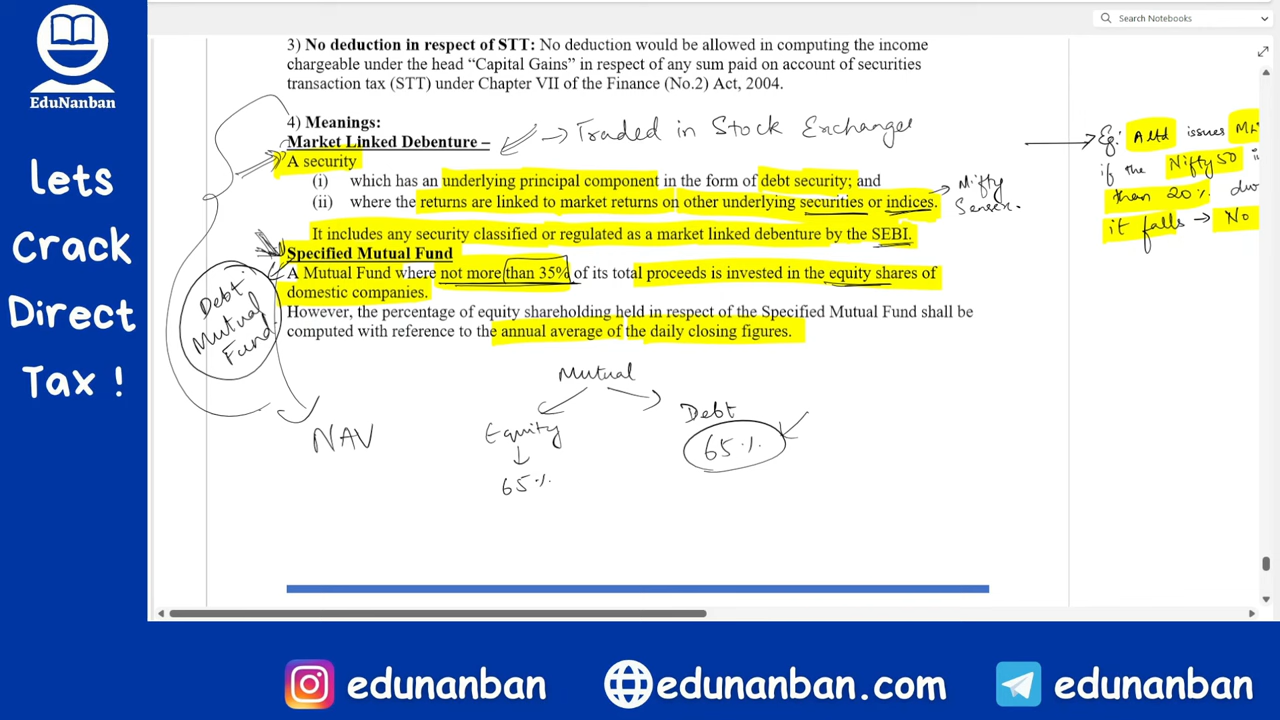 Search Notebooks
EduNanban
Lets
Crack
Direct
Tax !
3) No deduction in respect of STT: No deduction would be allowed in computing the income
chargeable under the head “Capital Gains” in respect of any sum paid on account of securities
transaction tax (STT) under Chapter VII of the Finance (No.2) Act, 2004.
4) Meanings:
Market Linked Debenture –
→ Traded in Stock Exchanges
A security
(i) which has an underlying principal component in the form of debt security; and
(ii) where the returns are linked to market returns on other underlying securities or indices.
Nifty
Sensex.
It includes any security classified or regulated as a market linked debenture by the SEBI.
Specified Mutual Fund
A Mutual Fund where not more than 35% of its total proceeds is invested in the equity shares of
domestic companies.
However, the percentage of equity shareholding held in respect of the Specified Mutual Fund shall be
computed with reference to the annual average of the daily closing figures.
Debt
Mutual
Fund
Eg: A Ltd issues
if the Nifty 50
than 20%
it falls → No
Mutual
Equity
65%
Debt
65%
NAV
edunanban
edunanban.com
edunanban